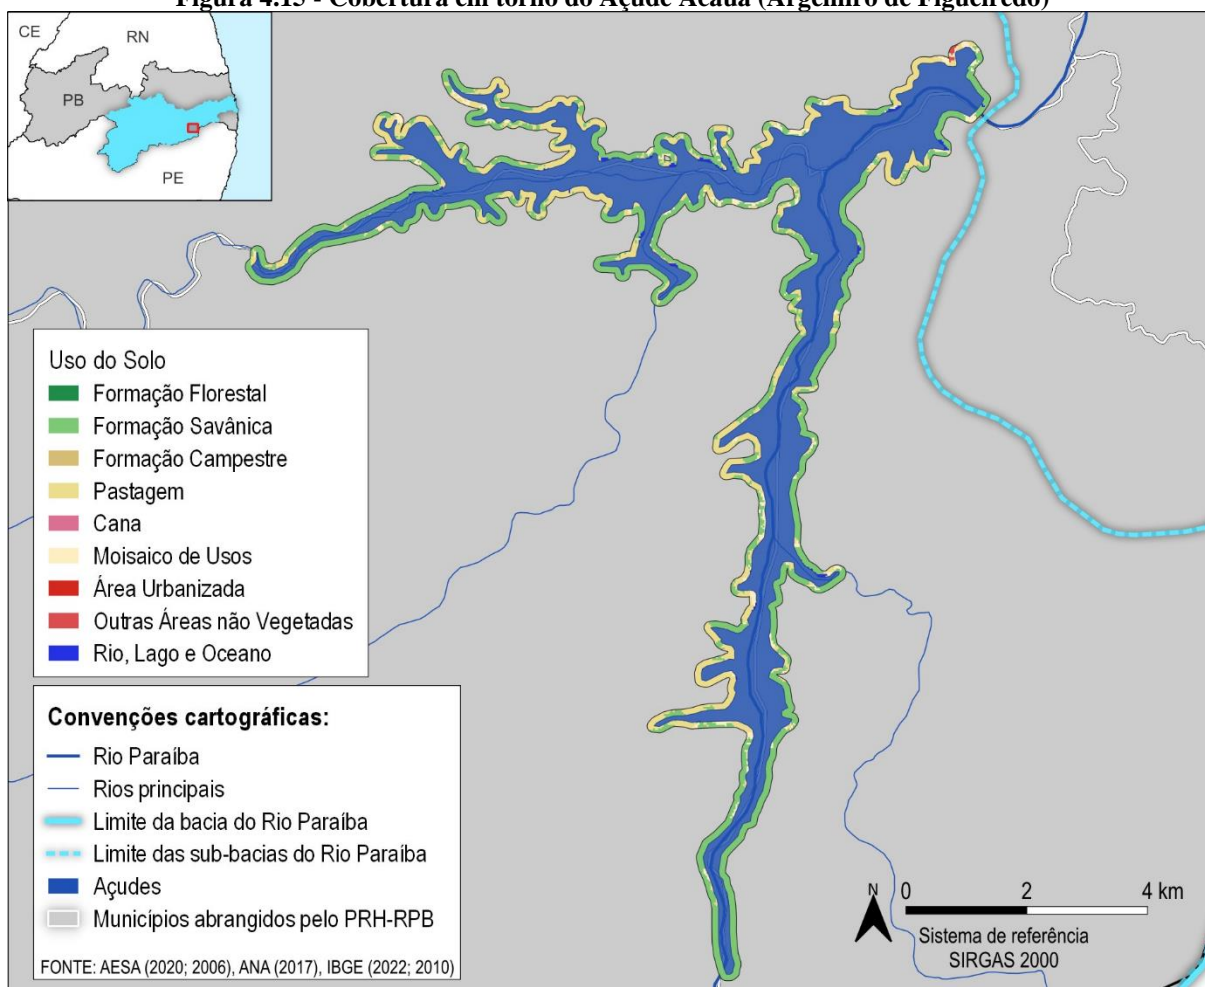 Figura 4.15 - Cobertura em torno do Açude Acauã (Argemiro de Figueiredo)
CE
RN
PB
PE
Uso do Solo
Formação Florestal
Formação Savânica
Formação Campestre
Pastagem
Cana
Moisaico de Usos
Área Urbanizada
Outras Áreas não Vegetadas
Rio, Lago e Oceano
Convenções cartográficas:
Rio Paraíba
Rios principais
Limite da bacia do Rio Paraíba
Limite das sub-bacias do Rio Paraíba
Açudes
Municípios abrangidos pelo PRH-RPB
FONTE: AESA (2020; 2006), ANA (2017), IBGE (2022; 2010)
N
0 2 4 km
Sistema de referência
SIRGAS 2000